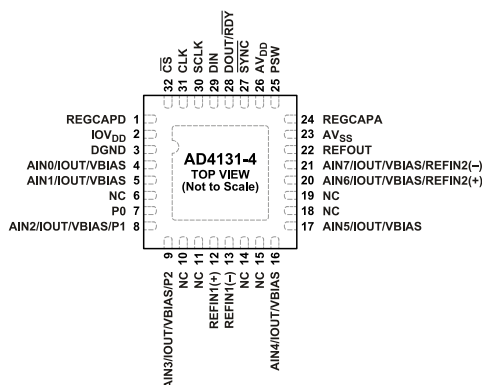 32 C̅S̅
31 CLK
30 SCLK
29 DIN
28 DOUT/R̅D̅Y̅
27 S̅Y̅N̅C̅
26 AVDD
25 PSW
REGCAPD 1
IOVDD 2
DGND 3
AIN0/IOUT/VBIAS 4
AIN1/IOUT/VBIAS 5
NC 6
P0 7
AIN2/IOUT/VBIAS/P1 8
AD4131-4
TOP VIEW
(Not to Scale)
24 REGCAPA
23 AVSS
22 REFOUT
21 AIN7/IOUT/VBIAS/REFIN2(–)
20 AIN6/IOUT/VBIAS/REFIN2(+)
19 NC
18 NC
17 AIN5/IOUT/VBIAS
AIN3/IOUT/VBIAS/P2 9
NC 10
NC 11
REFIN1(+) 12
REFIN1(–) 13
NC 14
NC 15
AIN4/IOUT/VBIAS 16